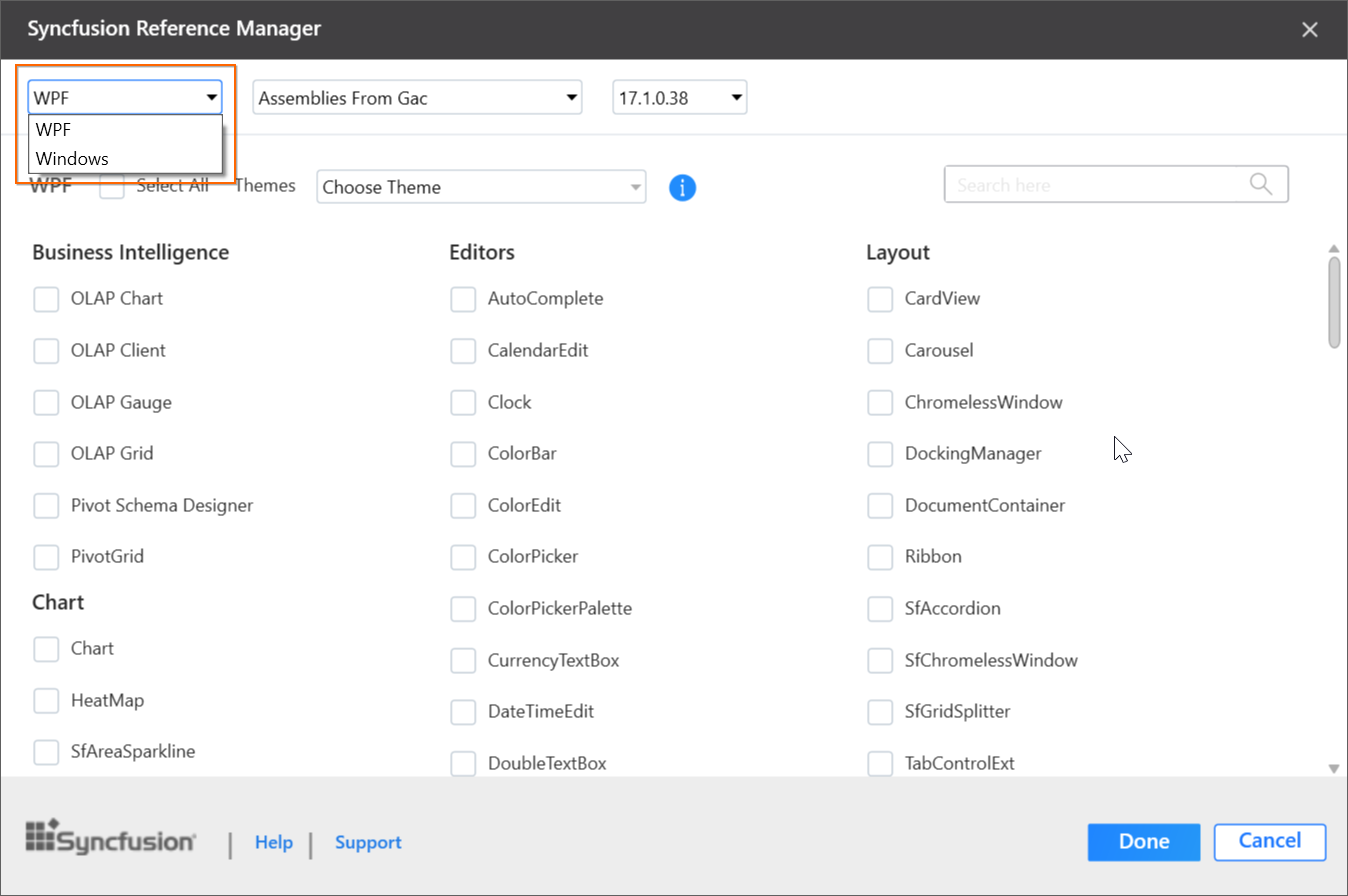 Syncfusion Reference Manager
WPF
Assemblies From Gac
17.1.0.38
WPF
Windows
WPF
Select All
Themes
Choose Theme
Search here
Business Intelligence
OLAP Chart
OLAP Client
OLAP Gauge
OLAP Grid
Pivot Schema Designer
PivotGrid
Chart
Chart
HeatMap
SfAreaSparkline
Editors
AutoComplete
CalendarEdit
Clock
ColorBar
ColorEdit
ColorPicker
ColorPickerPalette
CurrencyTextBox
DateTimeEdit
DoubleTextBox
Layout
CardView
Carousel
ChromelessWindow
DockingManager
DocumentContainer
Ribbon
SfAccordion
SfChromelessWindow
SfGridSplitter
TabControlExt
Syncfusion
Help
Support
Done
Cancel